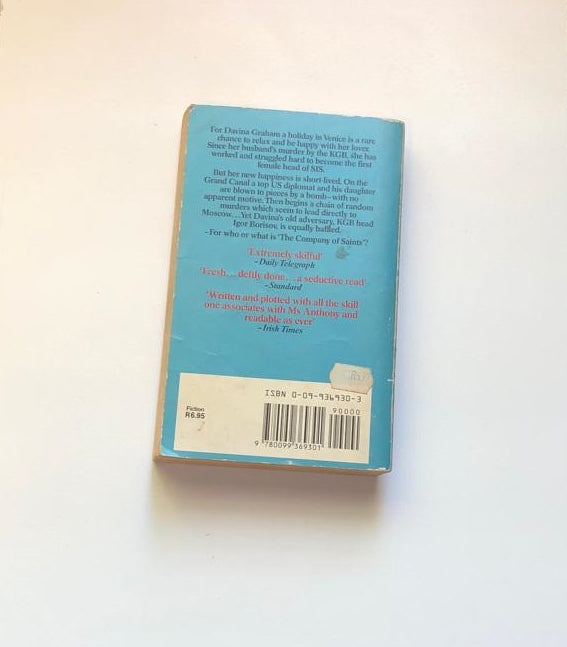 For Davina Graham a holiday in Venice is a rare
chance to relax and be happy with her lover.
Since her husband's murder by the KGB, she has
worked and struggled hard to become the first
female head of SIS.
But her new happiness is short-lived. On the
Grand Canal a top US diplomat and his daughter
are blown to pieces by a bomb–with no
apparent motive. Then begins a chain of random
murders which seem to lead directly to
Moscow...Yet Davina's old adversary, KGB head
Igor Borisov, is equally baffled.
- For who or what is 'The Company of Saints'?
'Extremely skilful'
- Daily Telegraph
'Fresh...deftly done...a seductive read'
- Standard
'Written and plotted with all the skill
one associates with Ms Anthony and
readable as ever'
- Irish Times
ISBN 0-09-936930-3
90000
Fiction
R6.95
9 780099 369301